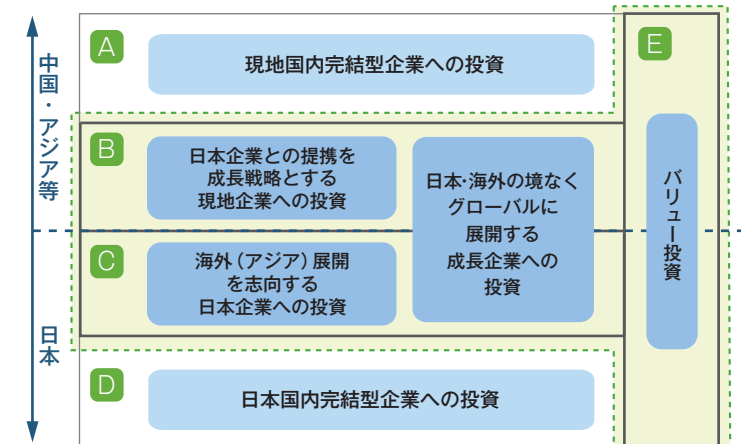 中国・アジア等
日本
A
現地国内完結型企業への投資
B
日本企業との提携を
成長戦略とする
現地企業への投資
C
海外（アジア）展開
を志向する
日本企業への投資
日本・海外の境なく
グローバルに
展開する
成長企業への
投資
D
日本国内完結型企業への投資
E
バリュー投資